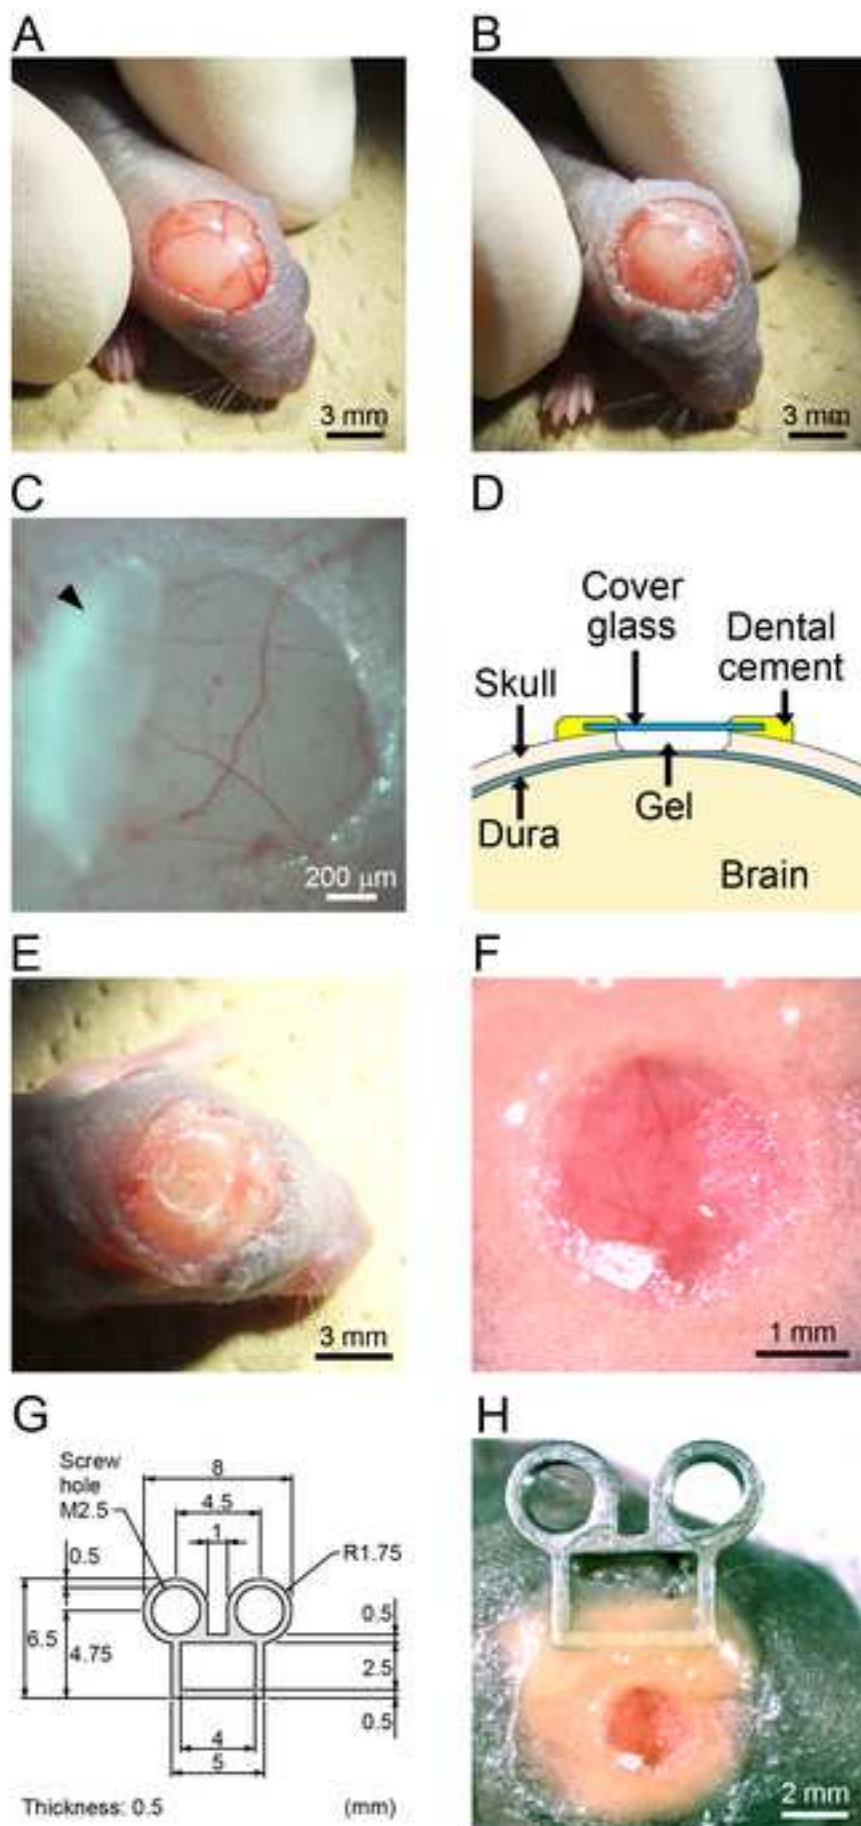 A
B
3 mm
3 mm
C
D
Cover
glass
Dental
cement
Skull
Gel
Dura
Brain
200 μm
E
F
3 mm
1 mm
G
H
Screw
hole
M2.5
8
4.5
1
0.5
R1.75
6.5
4.75
0.5
2.5
0.5
4
5
Thickness: 0.5
(mm)
2 mm